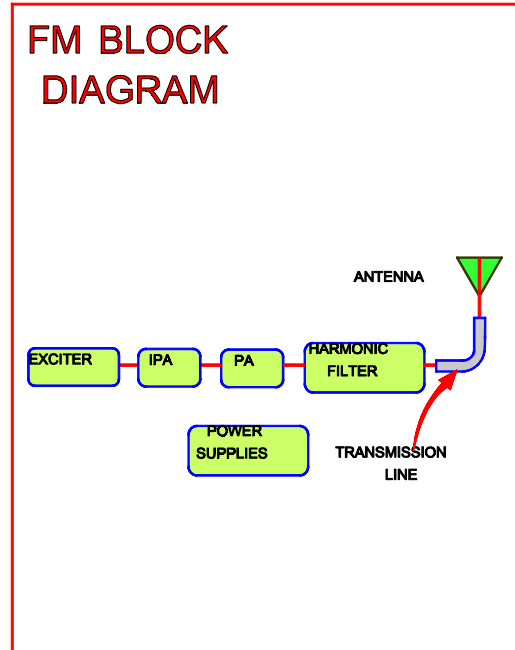 FM BLOCK
DIAGRAM
ANTENNA
EXCITER
IPA
PA
HARMONIC
FILTER
POWER
SUPPLIES
TRANSMISSION
LINE